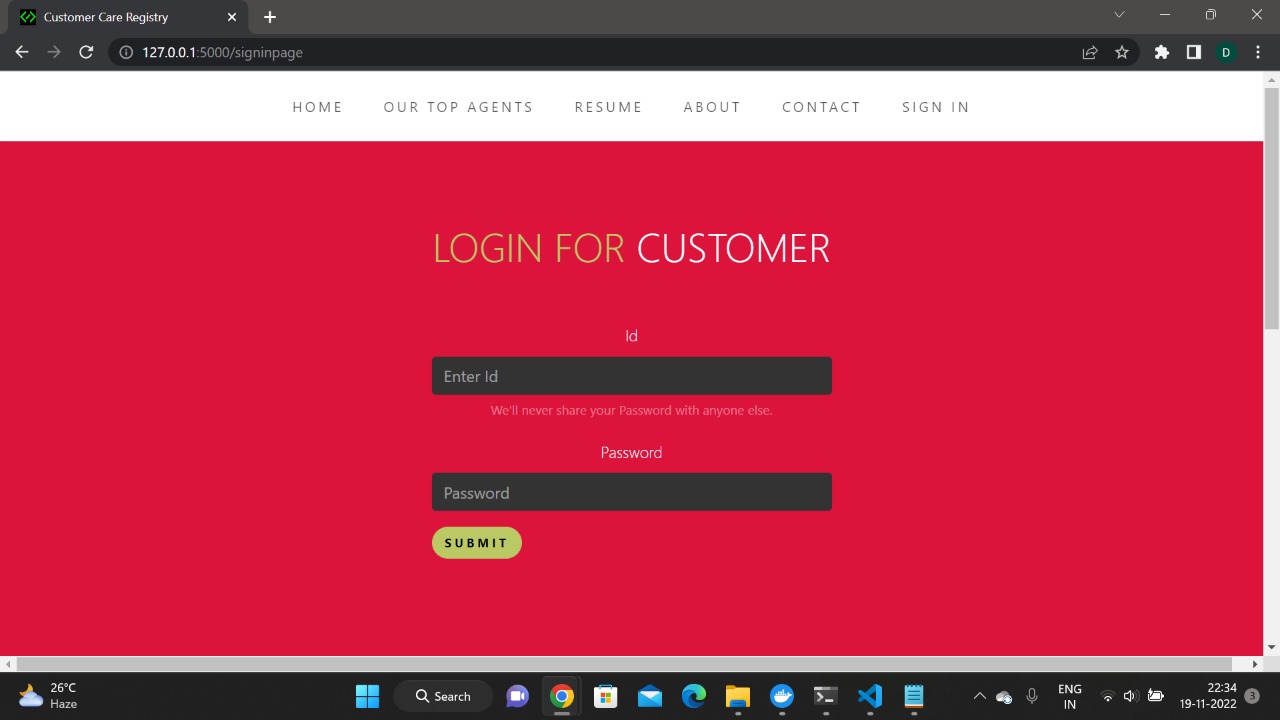 Customer Care Registry
127.0.0.1:5000/signinpage
D
HOME OUR TOP AGENTS RESUME ABOUT CONTACT SIGN IN
LOGIN FOR CUSTOMER
Id
Enter Id
We'll never share your Password with anyone else.
Password
Password
SUBMIT
26°C
Haze
Search
ENG
IN
22:34
19-11-2022
3